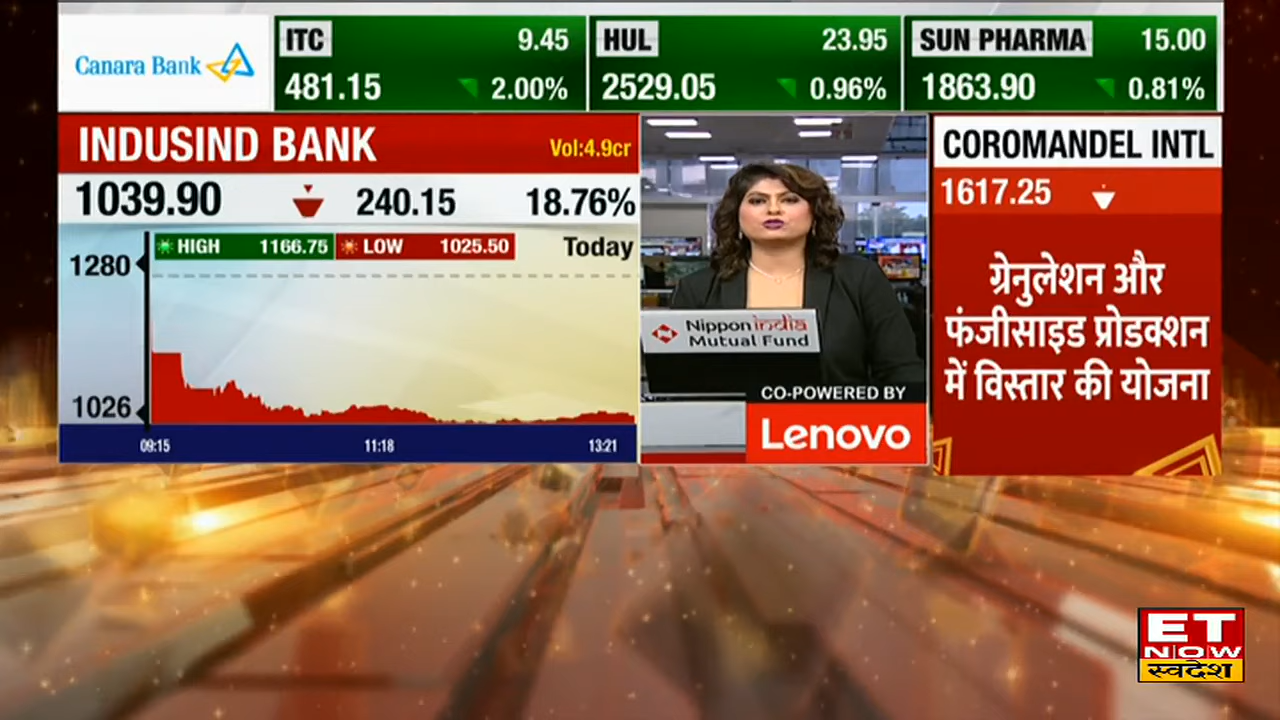 Canara Bank
ITC 9.45
481.15 2.00%
HUL 23.95
2529.05 0.96%
SUN PHARMA 15.00
1863.90 0.81%
INDUSIND BANK Vol:4.9cr
1039.90 240.15 18.76%
HIGH 1166.75 LOW 1025.50 Today
1280
1026
09:15 11:18 13:21
Nippon india
Mutual Fund
CO-POWERED BY
Lenovo
COROMANDEL INTL
1617.25
ग्रेनुलेशन और
फंजीसाइड प्रोडक्शन
में विस्तार की योजना
ET
NOW
स्वदेश